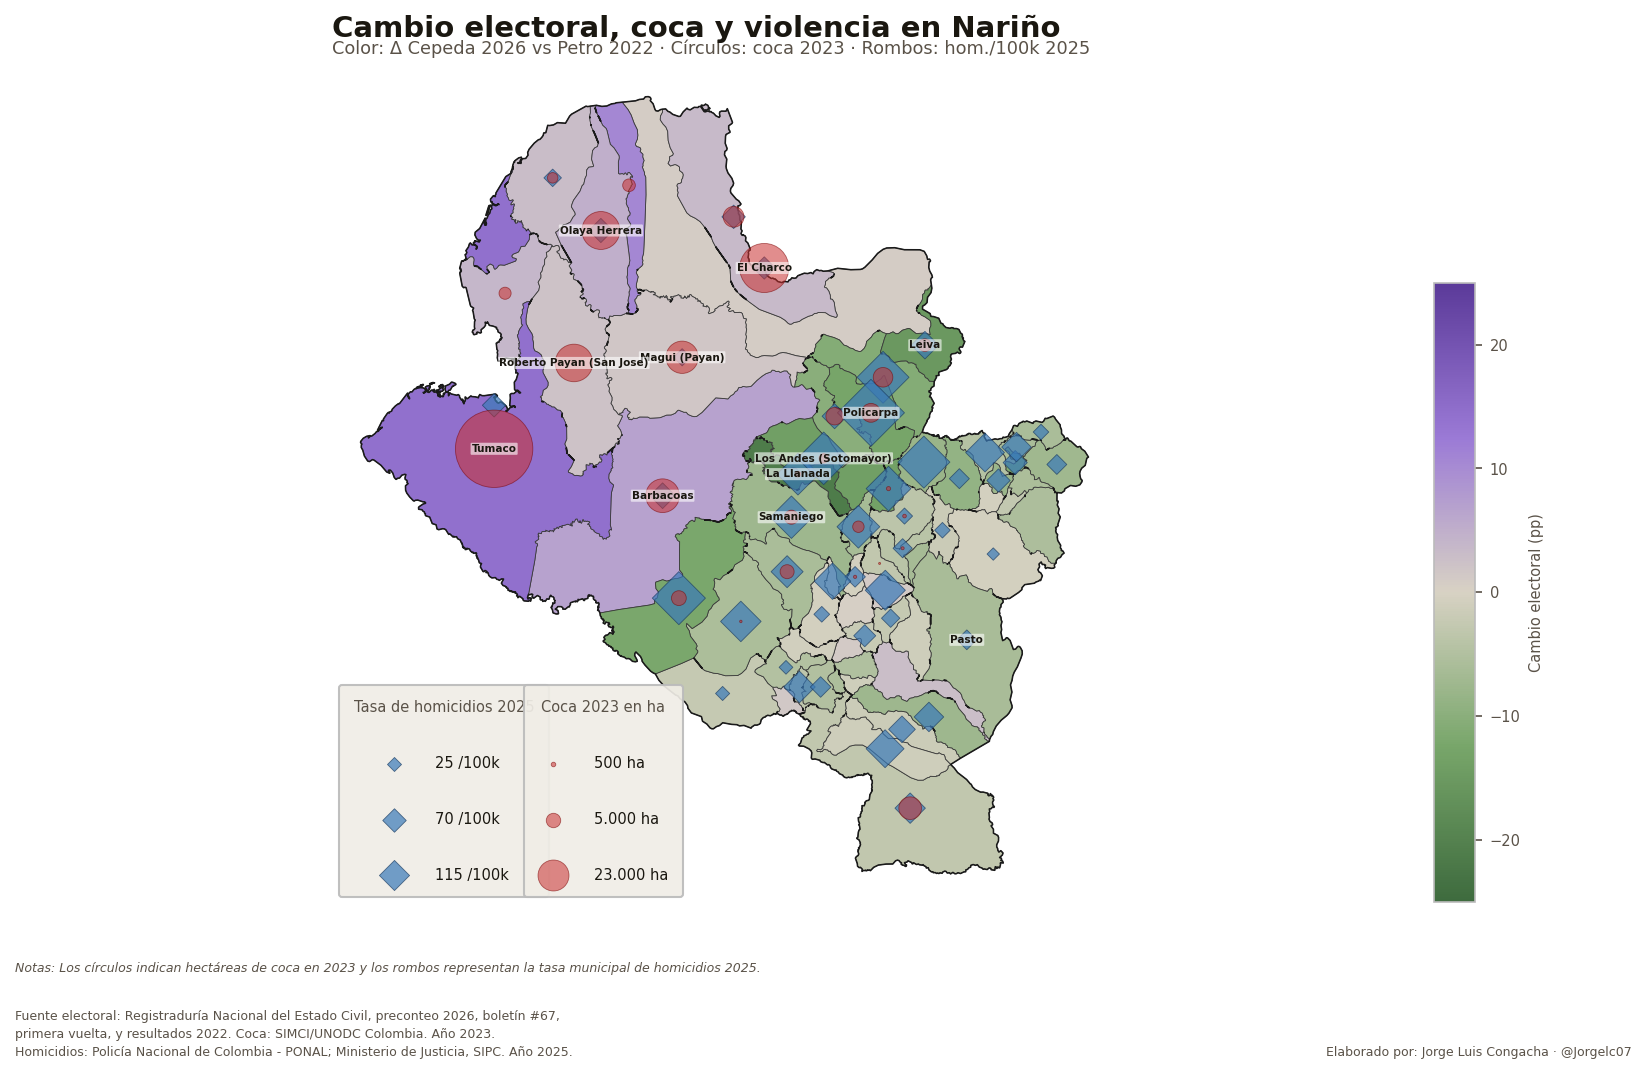 Cambio electoral, coca y violencia en Nariño
Color: Δ Cepeda 2026 vs Petro 2022 · Círculos: coca 2023 · Rombos: hom./100k 2025
Olaya Herrera
El Charco
Leiva
Roberto Payan (San Jose)
Magui (Payan)
Policarpa
Tumaco
Los Andes (Sotomayor)
La Llanada
Barbacoas
Samaniego
Pasto
20
10
0
−10
−20
Cambio electoral (pp)
Tasa de homicidios 2025
25 /100k
70 /100k
115 /100k
Coca 2023 en ha
500 ha
5.000 ha
23.000 ha
Notas: Los círculos indican hectáreas de coca en 2023 y los rombos representan la tasa municipal de homicidios 2025.
Fuente electoral: Registraduría Nacional del Estado Civil, preconteo 2026, boletín #67,
primera vuelta, y resultados 2022. Coca: SIMCI/UNODC Colombia. Año 2023.
Homicidios: Policía Nacional de Colombia - PONAL; Ministerio de Justicia, SIPC. Año 2025.
Elaborado por: Jorge Luis Congacha · @Jorgelc07